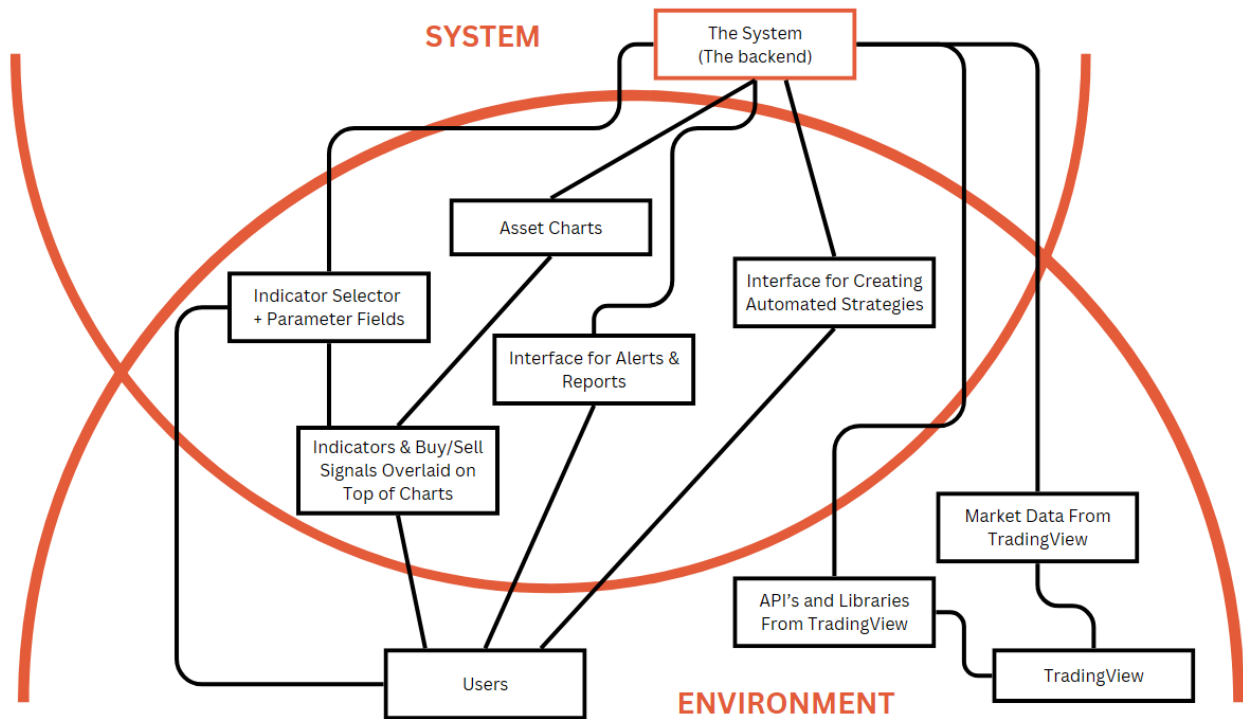 SYSTEM
The System
(The backend)
Asset Charts
Indicator Selector
+ Parameter Fields
Interface for Creating
Automated Strategies
Interface for Alerts &
Reports
Indicators & Buy/Sell
Signals Overlaid on
Top of Charts
Market Data From
TradingView
API's and Libraries
From TradingView
Users
TradingView
ENVIRONMENT